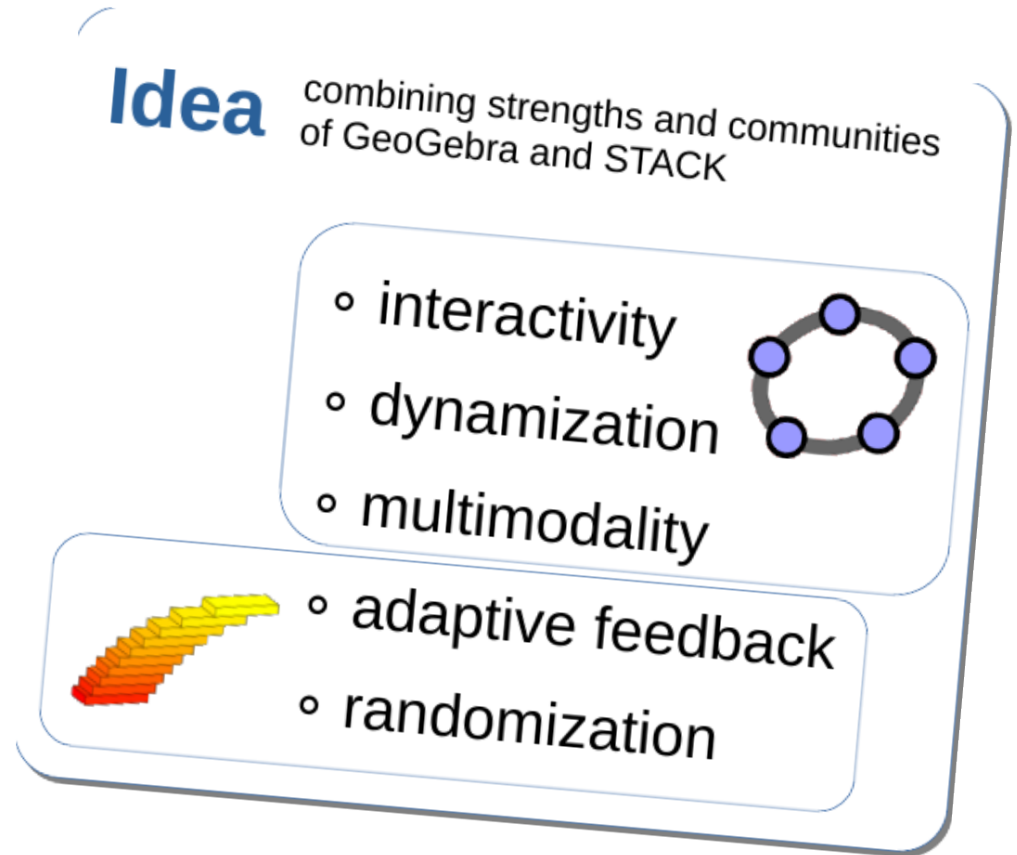 Idea
combining strengths and communities
of GeoGebra and STACK
interactivity
dynamization
multimodality
adaptive feedback
randomization